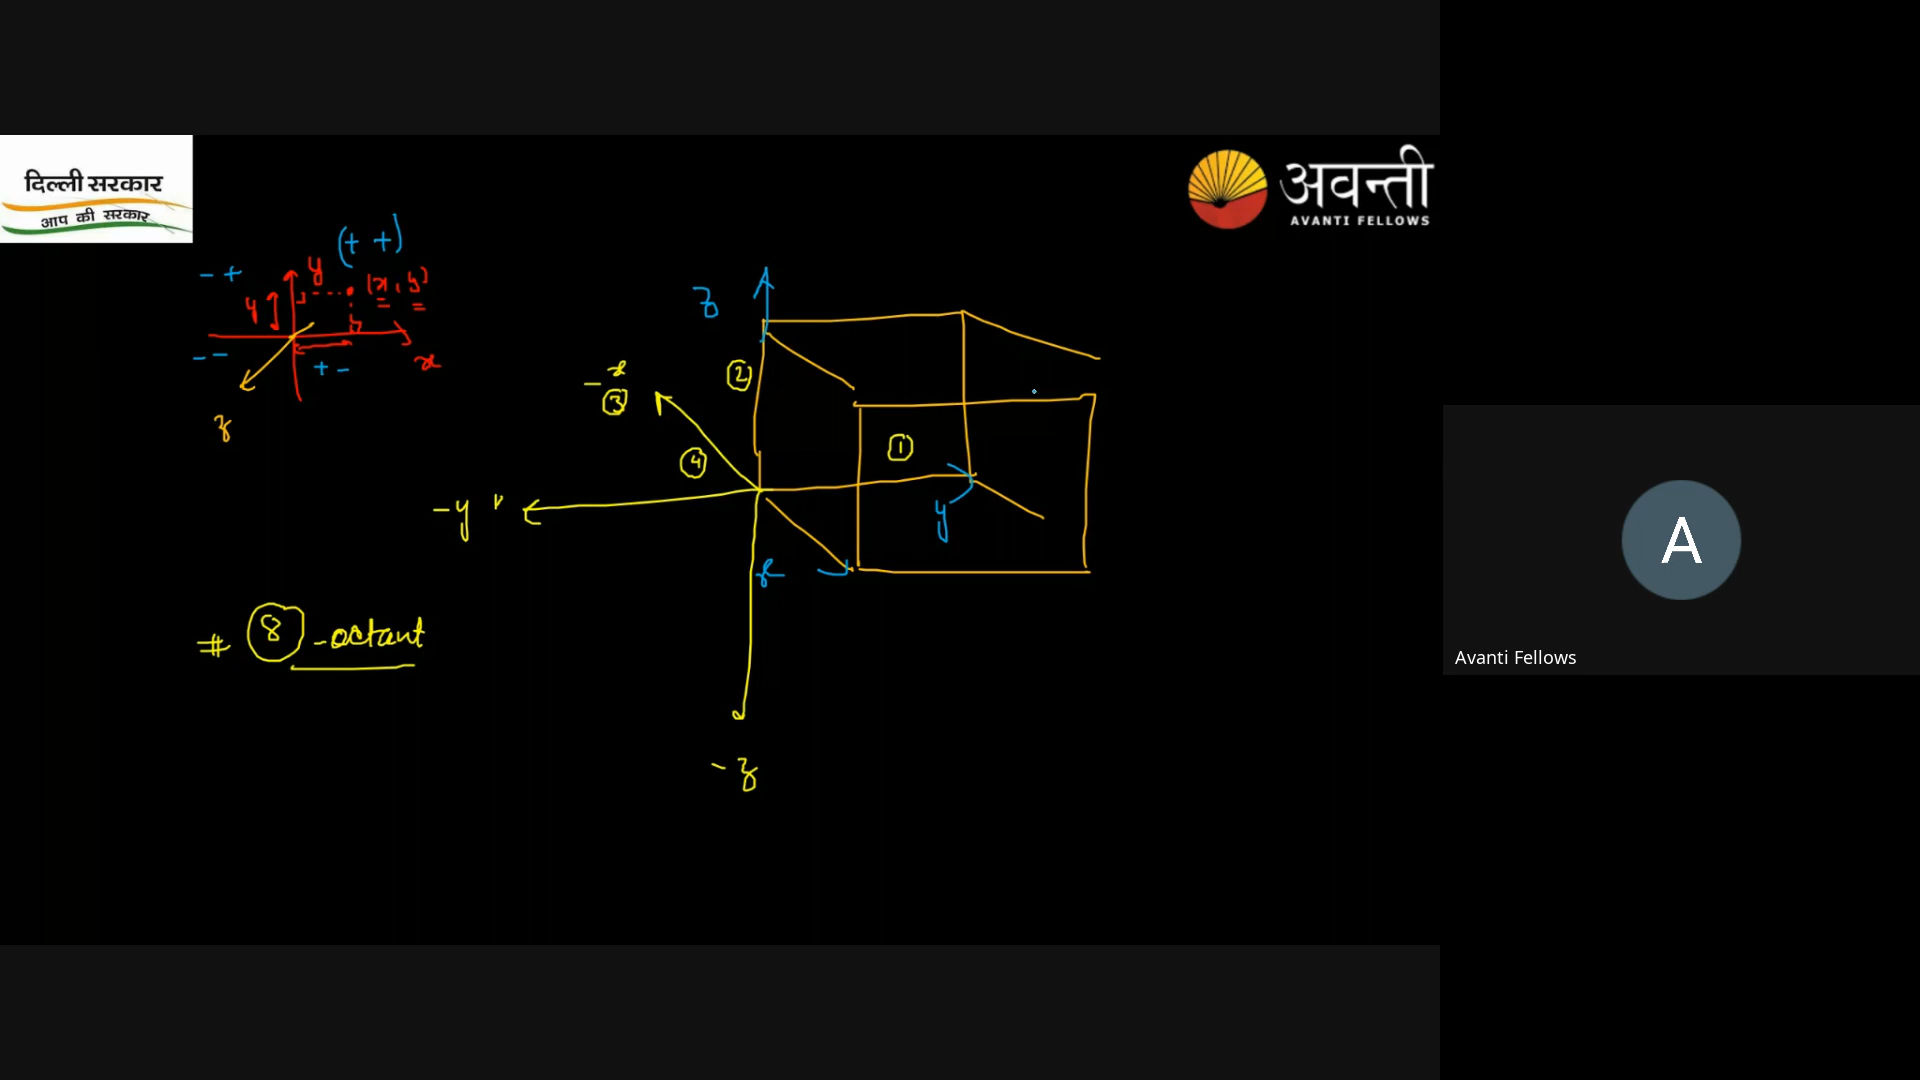 दिल्ली सरकार
आप की सरकार
अवन्ती
AVANTI FELLOWS
(+ +)
- +
y
y
(x, y)
- -
+ -
x
z
z
②
-x
③
①
④
-y
y
x
# ⑧ -octant
-z
A
Avanti Fellows